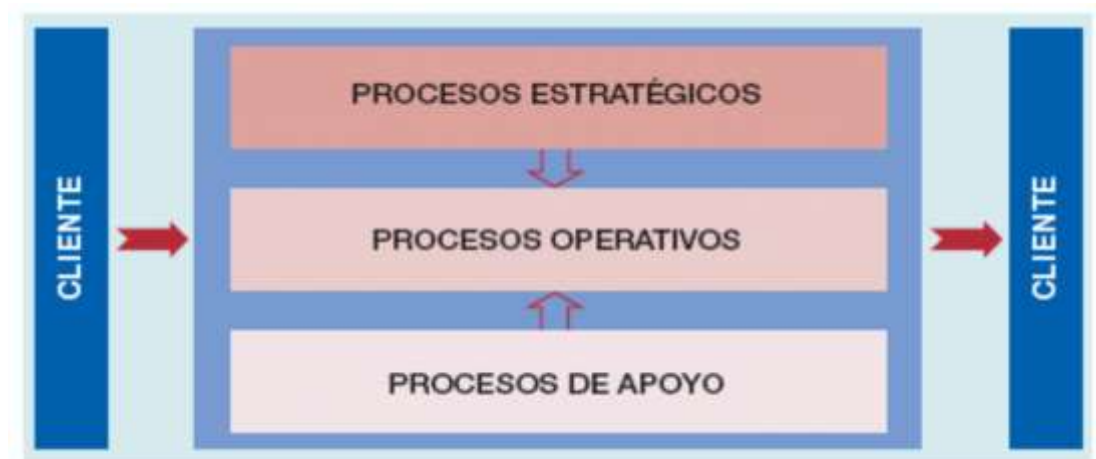 CLIENTE
PROCESOS ESTRATÉGICOS
PROCESOS OPERATIVOS
PROCESOS DE APOYO
CLIENTE